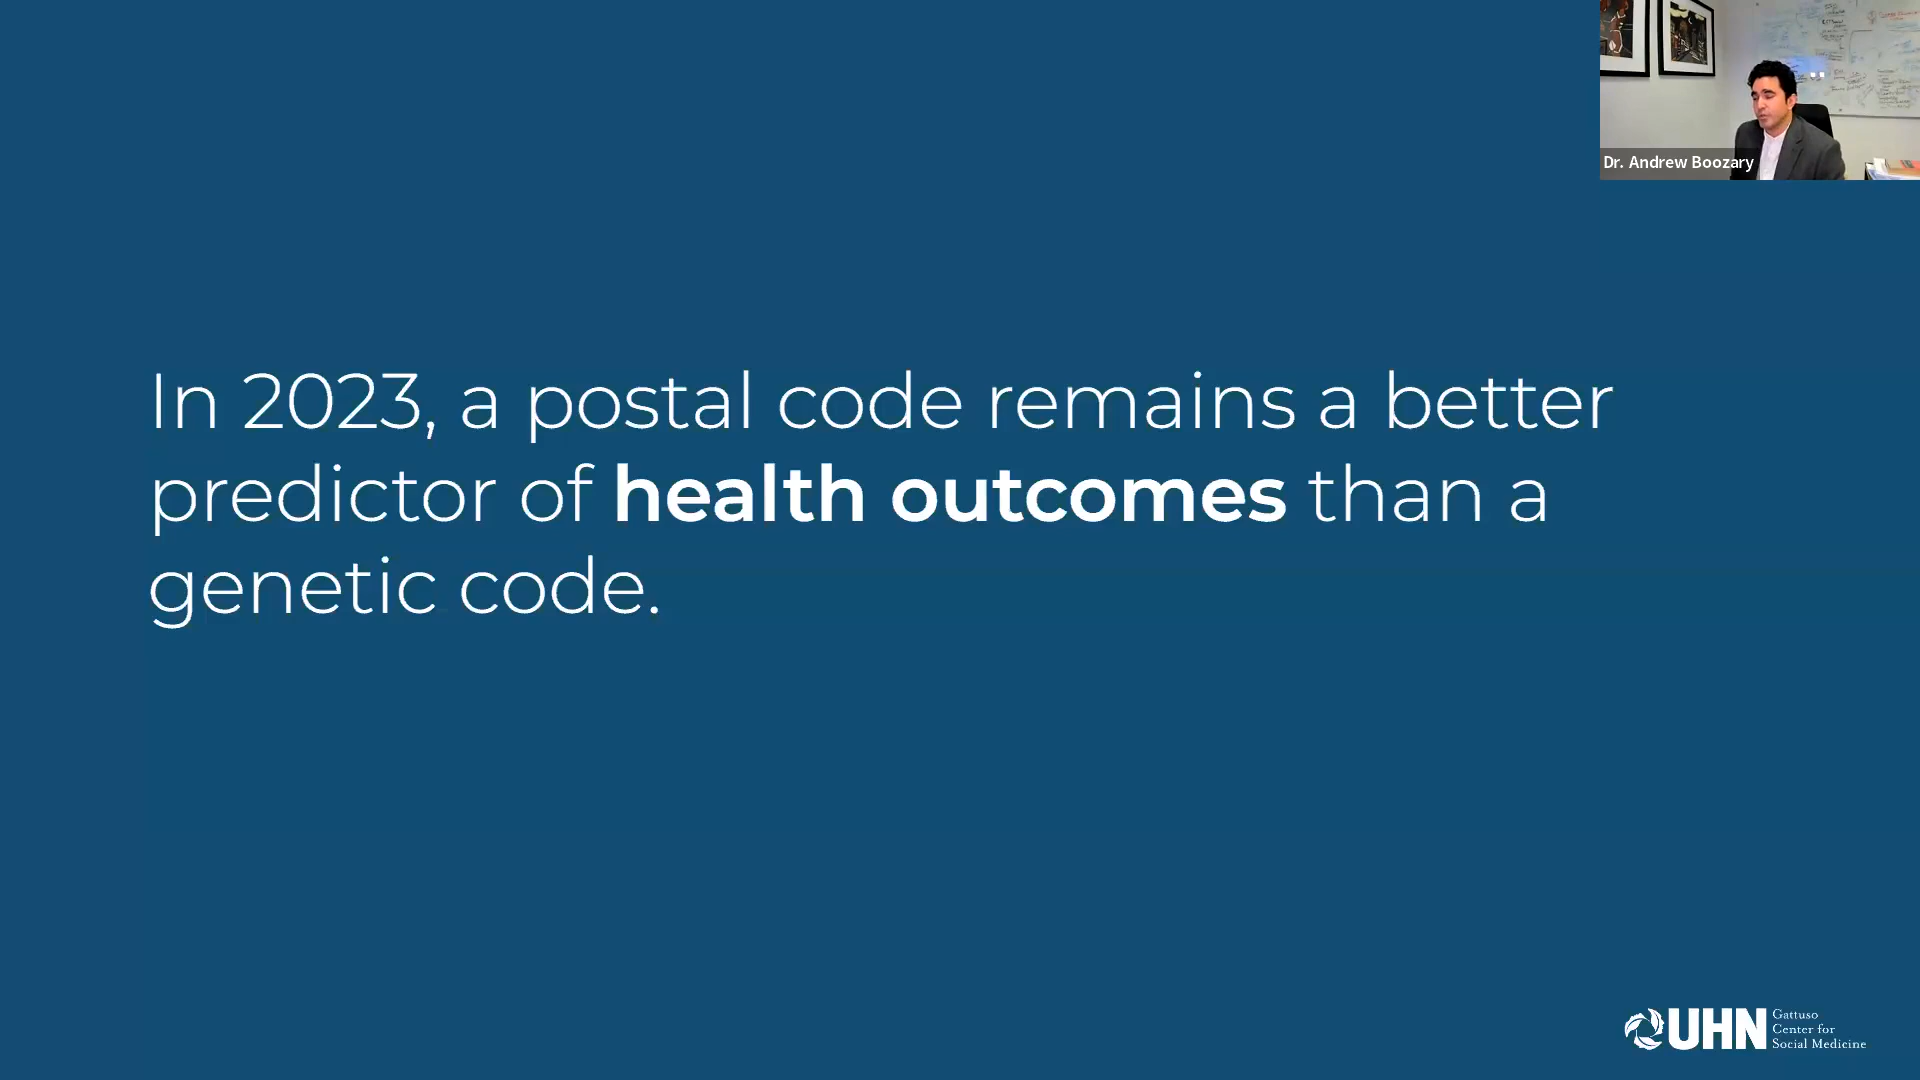 Dr. Andrew Boozary
In 2023, a postal code remains a better
predictor of health outcomes than a
genetic code.
UHN
Gattuso
Center for
Social Medicine